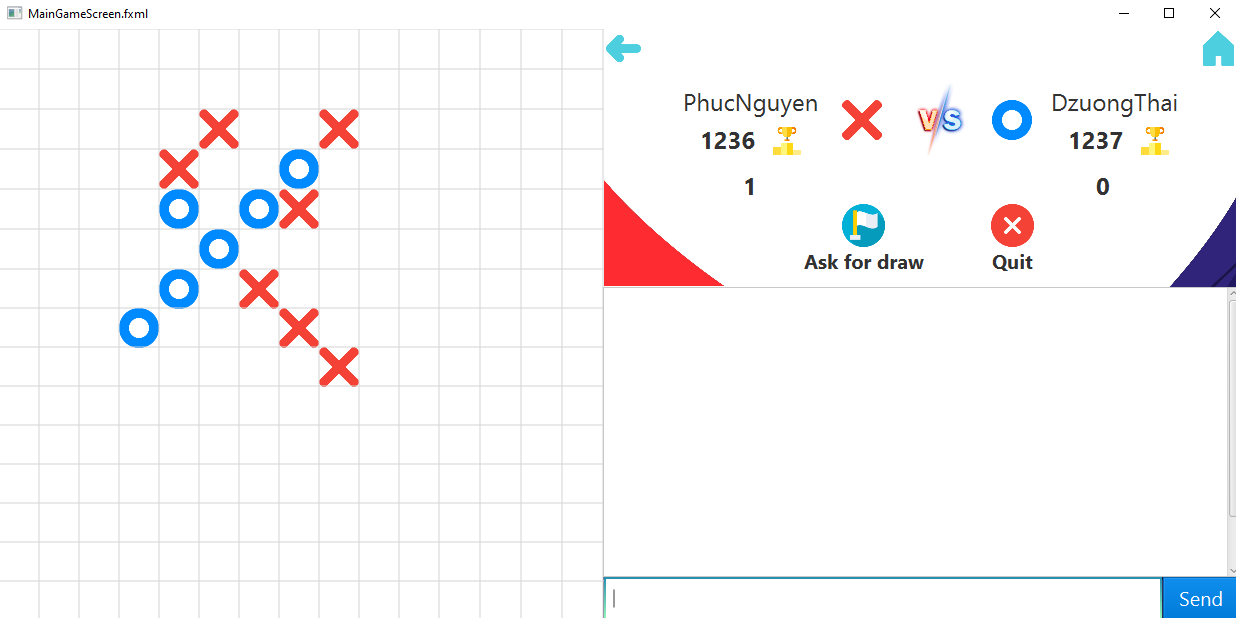 MainGameScreen.fxml
PhucNguyen VS DzuongThai
1236 1237
1 0
Ask for draw Quit
Send